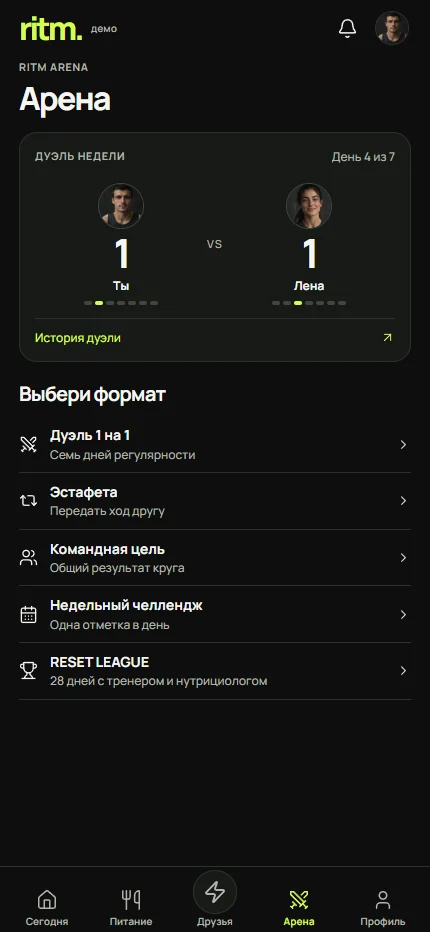 ritm. демо
RITM ARENA
Арена
ДУЭЛЬ НЕДЕЛИ День 4 из 7
1 VS 1
Ты Лена
История дуэли
Выбери формат
Дуэль 1 на 1
Семь дней регулярности
Эстафета
Передать ход другу
Командная цель
Общий результат круга
Недельный челлендж
Одна отметка в день
RESET LEAGUE
28 дней с тренером и нутрициологом
Сегодня Питание Друзья Арена Профиль